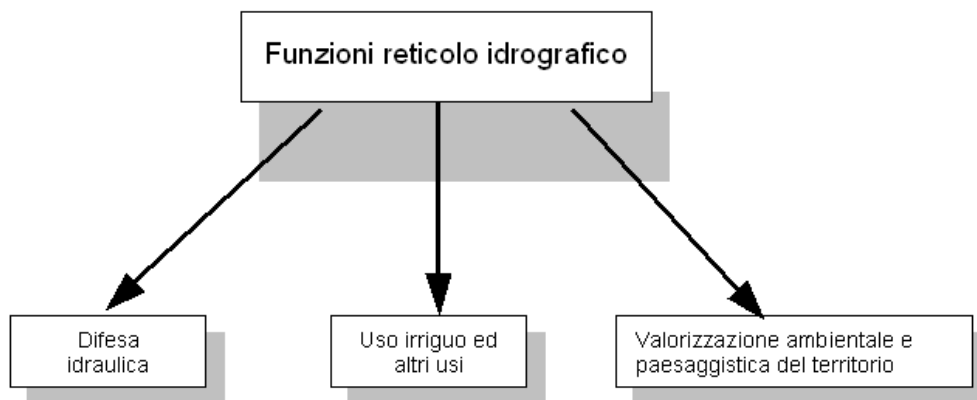 Funzioni reticolo idrografico
Difesa
idraulica
Uso irriguo ed
altri usi
Valorizzazione ambientale e
paesaggistica del territorio